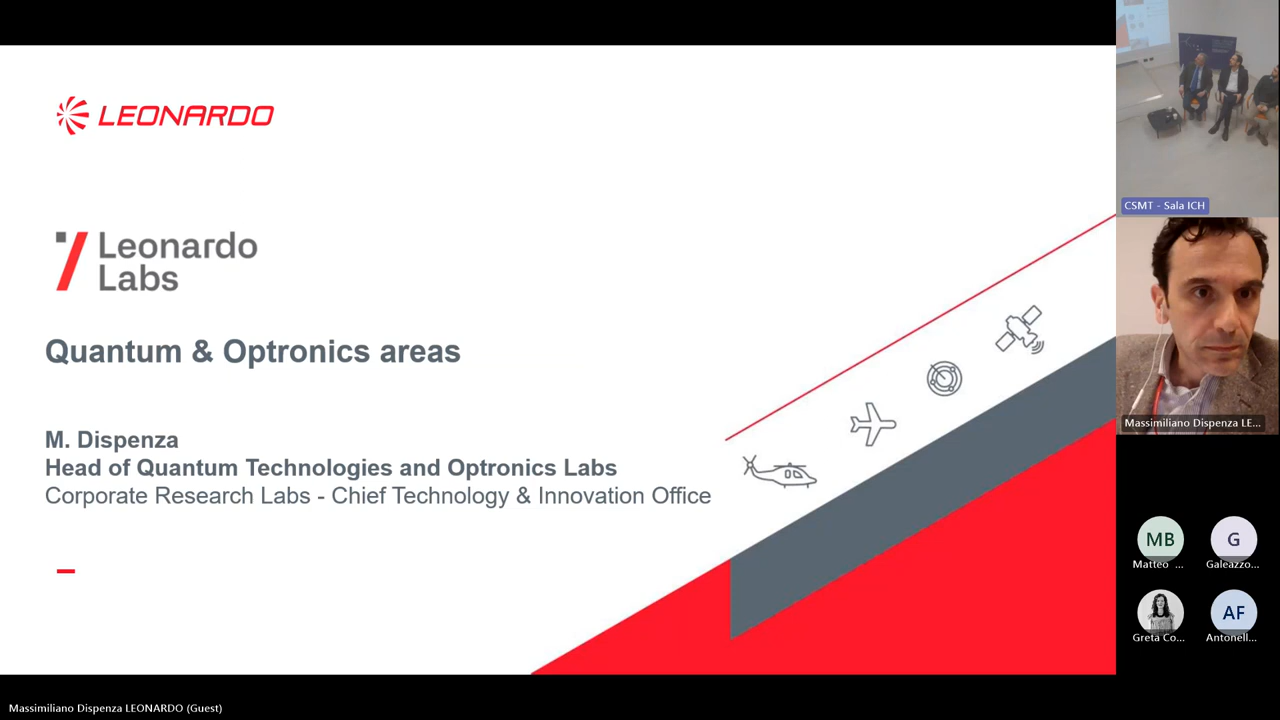 LEONARDO
Leonardo
Labs
Quantum & Optronics areas
M. Dispenza
Head of Quantum Technologies and Optronics Labs
Corporate Research Labs - Chief Technology & Innovation Office
CSMT - Sala ICH
Massimiliano Dispenza LE...
MB
Matteo ...
G
Galeazzo...
Greta Co...
AF
Antonell...
Massimiliano Dispenza LEONARDO (Guest)